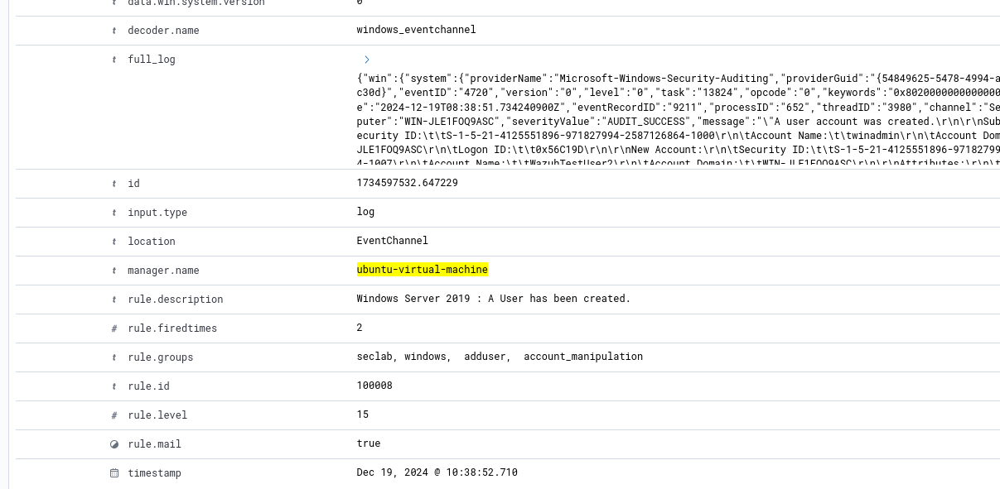 t data.win.system.version 0
t decoder.name windows_eventchannel
t full_log
{"win":{"system":{"providerName":"Microsoft-Windows-Security-Auditing","providerGuid":"{54849625-5478-4994-a
c30d}","eventID":"4720","version":"0","level":"0","task":"13824","opcode":"0","keywords":"0x8020000000000000
e":"2024-12-19T08:38:51.734240900Z","eventRecordID":"9211","processID":"652","threadID":"3980","channel":"Se
puter":"WIN-JLE1FOQ9ASC","severityValue":"AUDIT_SUCCESS","message":"\"A user account was created.\r\n\r\nSub
ecurity ID:\t\tS-1-5-21-4125551896-971827994-2587126864-1000\r\n\tAccount Name:\t\twinadmin\r\n\tAccount Dom
JLE1FOQ9ASC\r\n\tLogon ID:\t\t0x56C19D\r\n\r\nNew Account:\r\n\tSecurity ID:\t\tS-1-5-21-4125551896-97182799
4-1007\r\n\tAccount Name:\t\tWazuhTestUser2\r\n\tAccount Domain:\t\tWIN-JLE1FOQ9ASC\r\n\r\nAttributes:\r\n\t
t id 1734597532.647229
t input.type log
t location EventChannel
t manager.name ubuntu-virtual-machine
t rule.description Windows Server 2019 : A User has been created.
# rule.firedtimes 2
t rule.groups seclab, windows, adduser, account_manipulation
t rule.id 100008
# rule.level 15
rule.mail true
timestamp Dec 19, 2024 @ 10:38:52.710